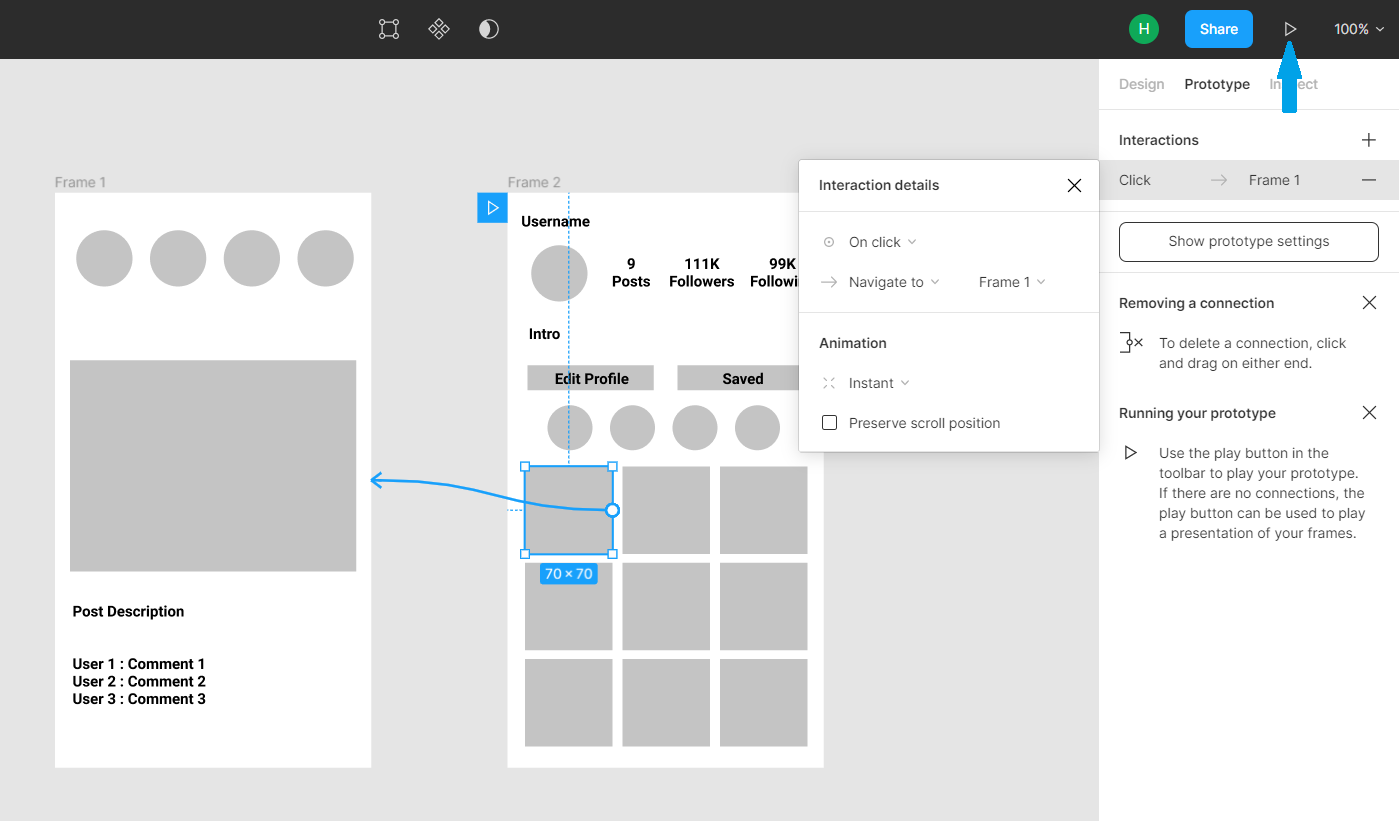 H
Share
100%
Design
Prototype
Interactions
Click
Frame 1
Show prototype settings
Removing a connection
To delete a connection, click
and drag on either end.
Running your prototype
Use the play button in the
toolbar to play your prototype.
If there are no connections, the
play button can be used to play
a presentation of your frames.
Interaction details
On click
Navigate to
Frame 1
Animation
Instant
Preserve scroll position
Frame 1
Post Description
User 1 : Comment 1
User 2 : Comment 2
User 3 : Comment 3
Frame 2
Username
9
Posts
111K
Followers
99K
Intro
Edit Profile
Saved
70 × 70